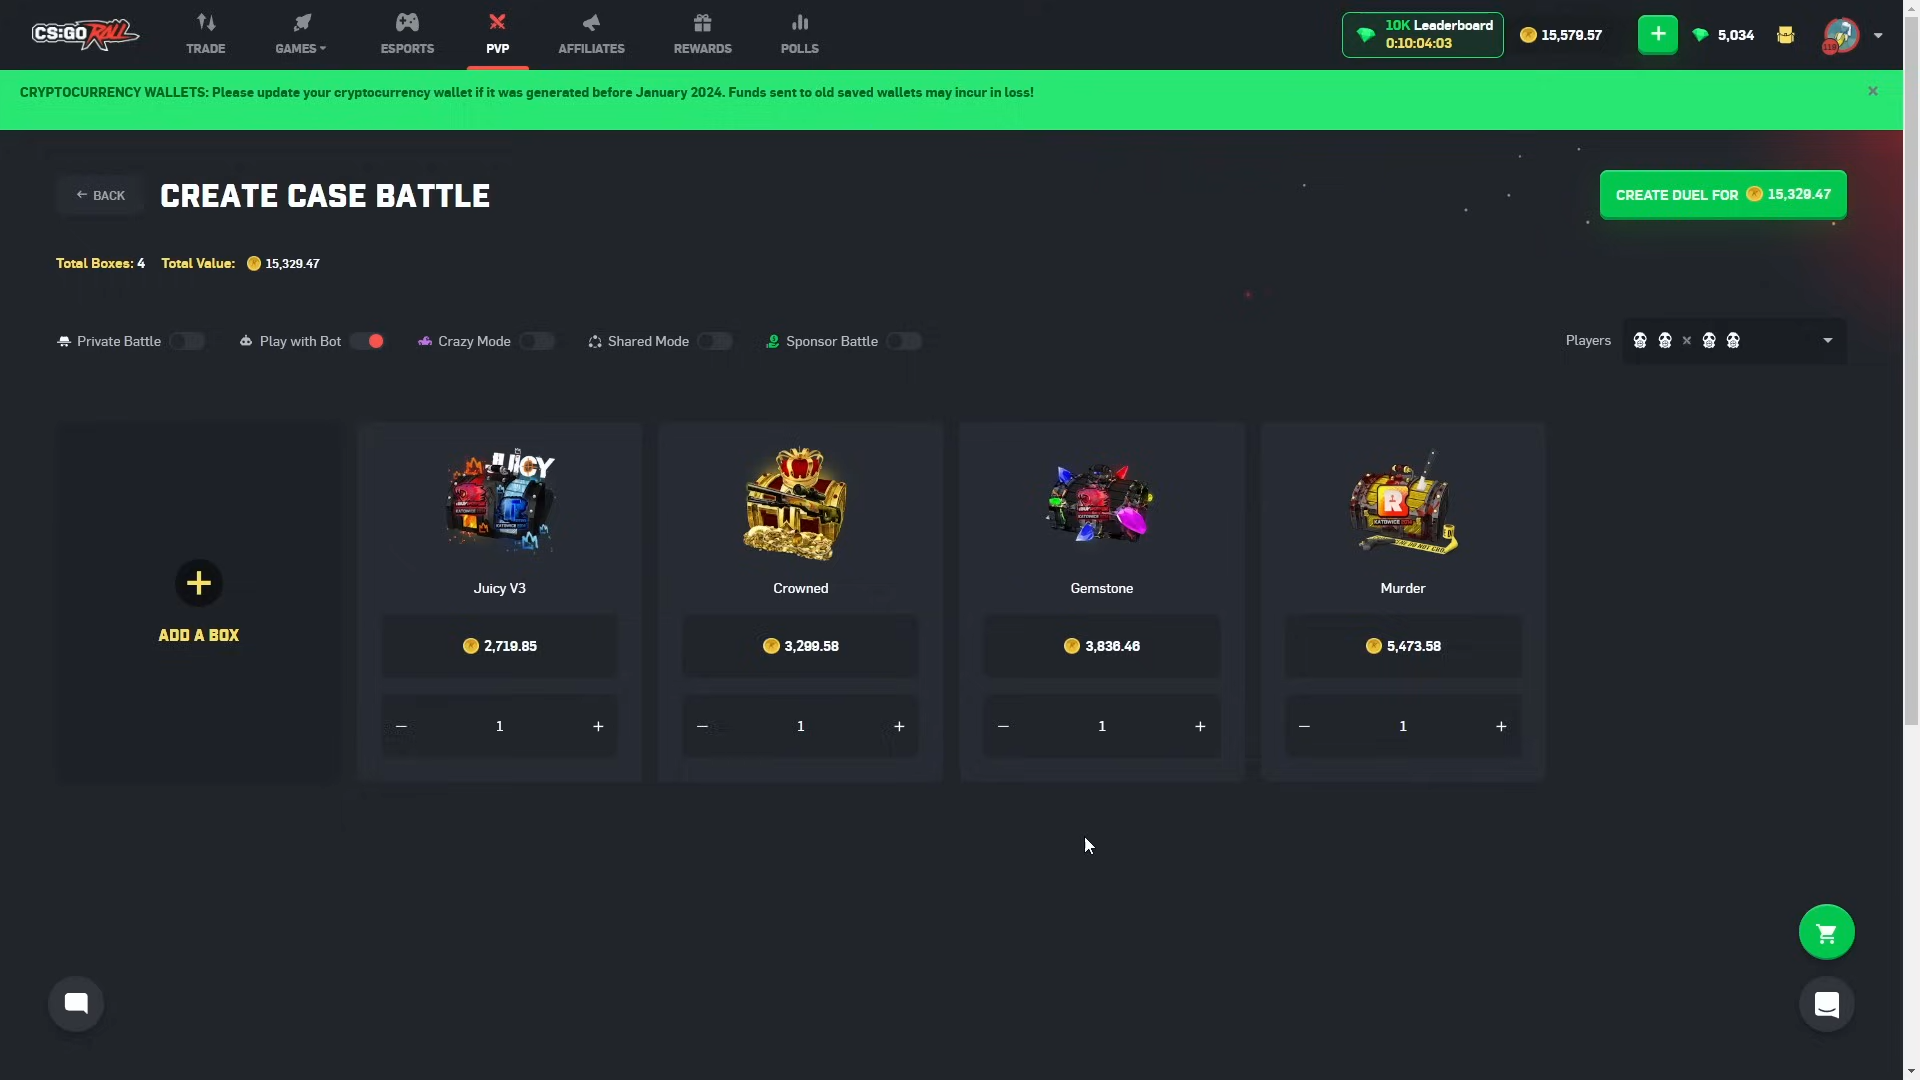 CS:GO ROLL
TRADE
GAMES
ESPORTS
PVP
AFFILIATES
REWARDS
POLLS
10K Leaderboard
0:10:04:03
15,579.57
5,034
CRYPTOCURRENCY WALLETS: Please update your cryptocurrency wallet if it was generated before January 2024. Funds sent to old saved wallets may incur in loss!
BACK
CREATE CASE BATTLE
CREATE DUEL FOR 15,329.47
Total Boxes: 4 Total Value: 15,329.47
Private Battle
Play with Bot
Crazy Mode
Shared Mode
Sponsor Battle
Players
ADD A BOX
JUICY
Juicy V3
2,719.85
1
Crowned
3,299.58
1
Gemstone
3,836.46
1
Murder
5,473.58
1